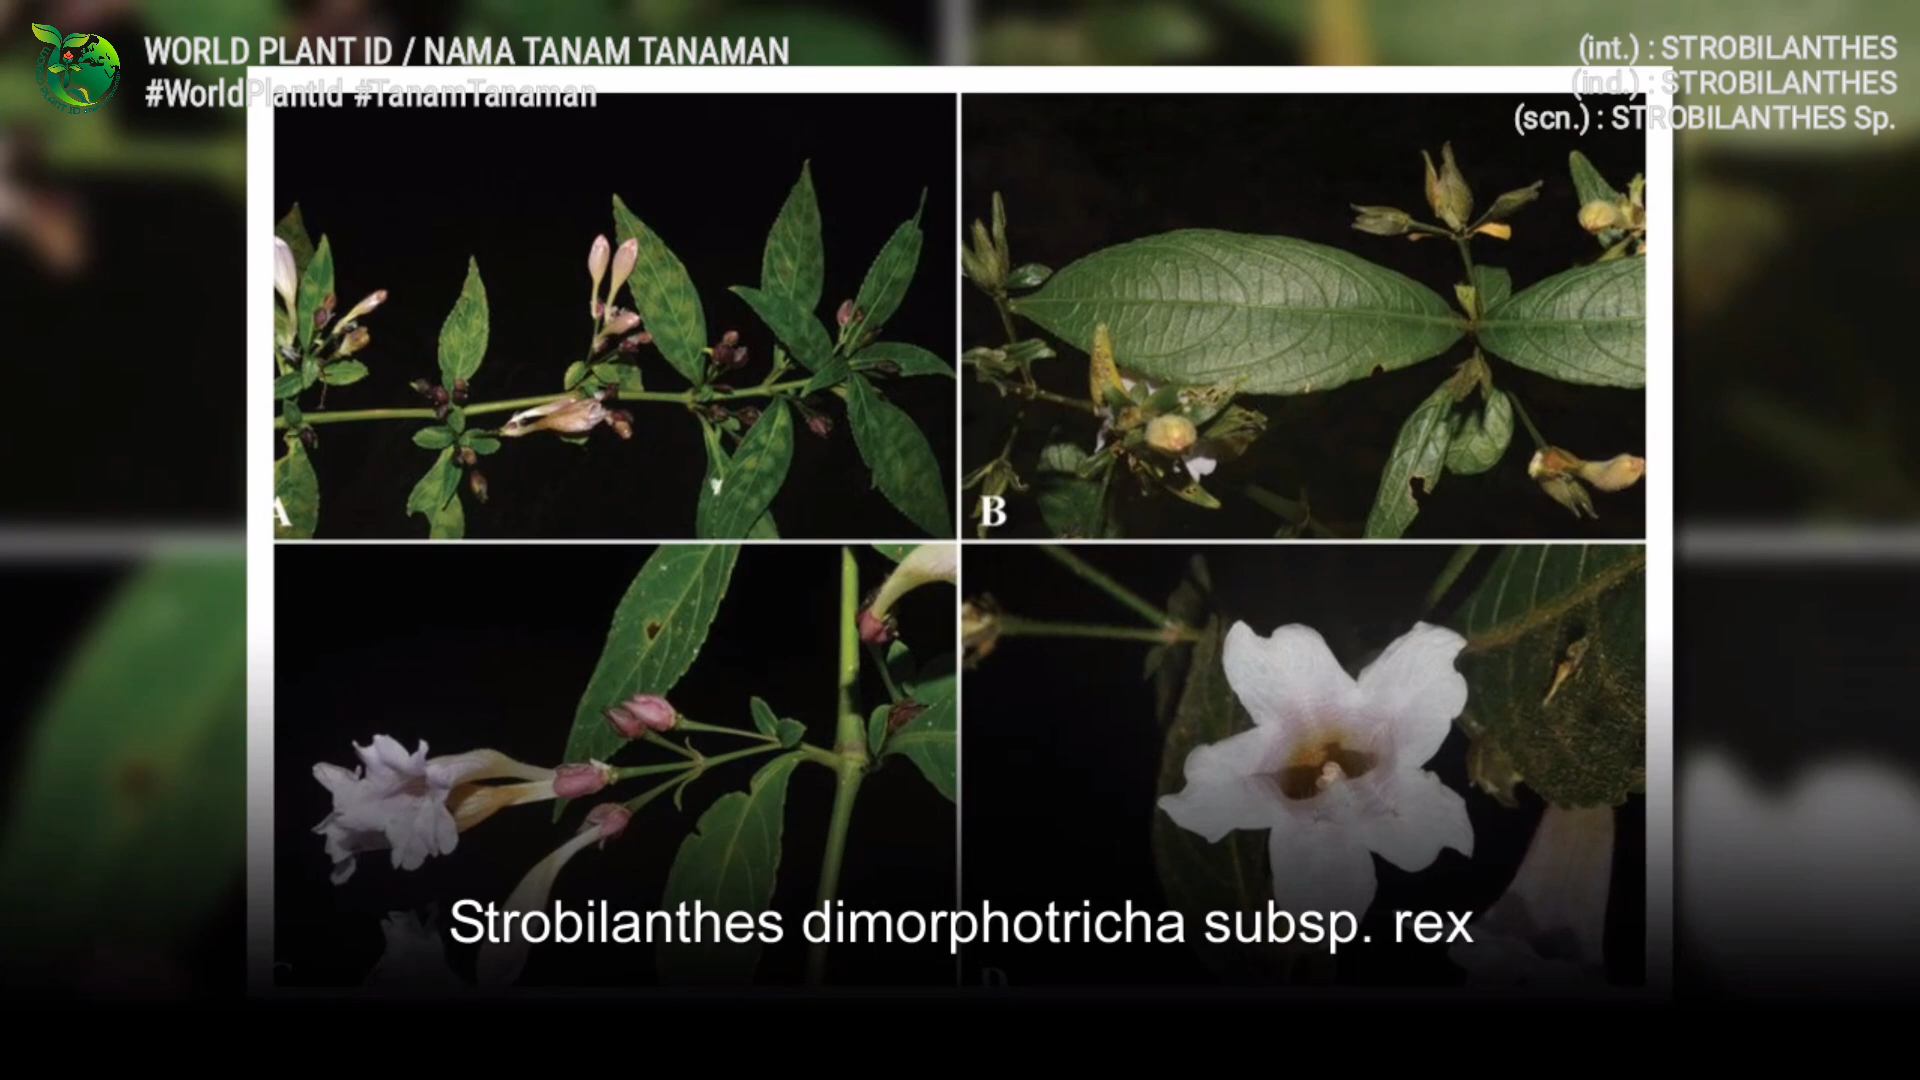 WORLD PLANT ID / NAMA TANAM TANAMAN
#WorldPlantId #TanamTanaman
(int.) : STROBILANTHES
(ind.) : STROBILANTHES
(scn.) : STROBILANTHES Sp.
A
B
C
D
Strobilanthes dimorphotricha subsp. rex